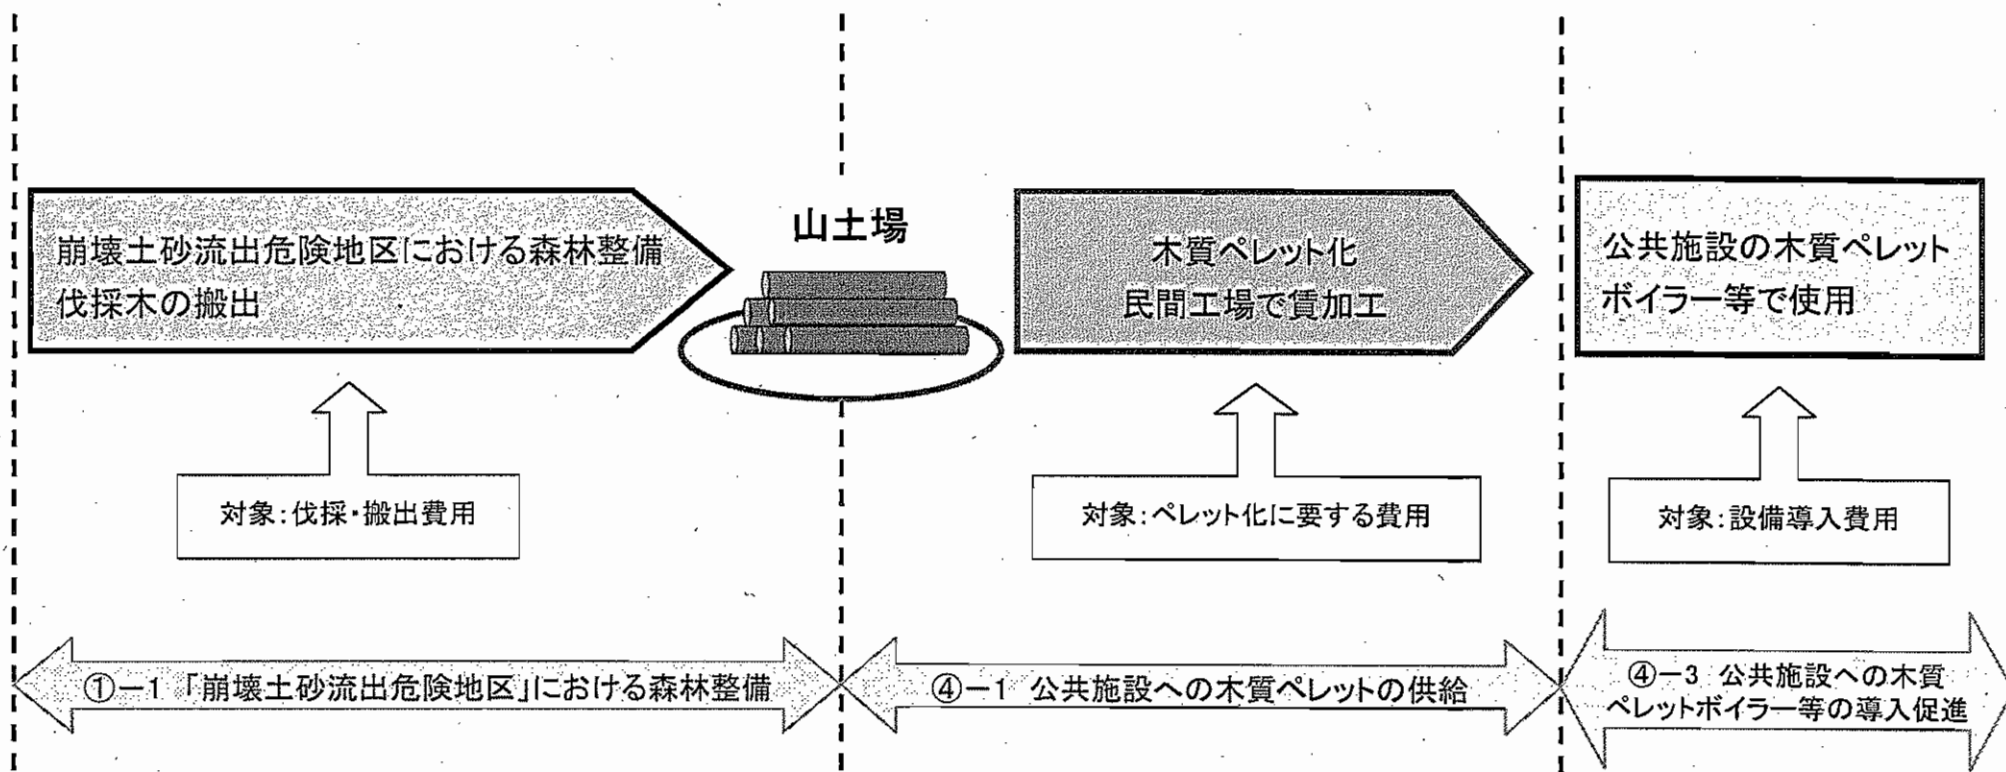 崩壊土砂流出危険地区における森林整備
伐採木の搬出
山土場
木質ペレット化
民間工場で賃加工
公共施設の木質ペレット
ボイラー等で使用
対象:伐採・搬出費用
対象:ペレット化に要する費用
対象:設備導入費用
①-1 「崩壊土砂流出危険地区」における森林整備
④-1 公共施設への木質ペレットの供給
④-3 公共施設への木質
ペレットボイラー等の導入促進